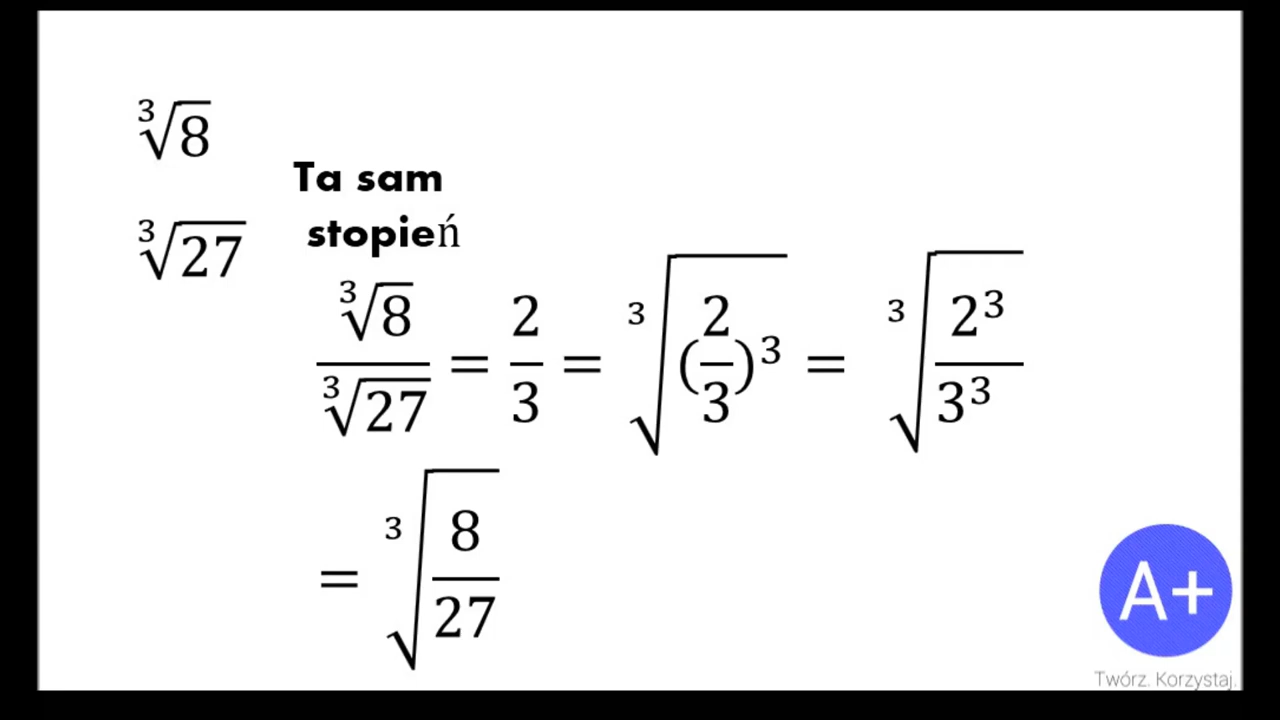 ∛8
Ta sam
∛27
stopień
∛8/∛27 = 2/3 = ∛(2/3)³ = ∛(2³/3³)
= ∛(8/27)
A+
Twórz. Korzystaj.